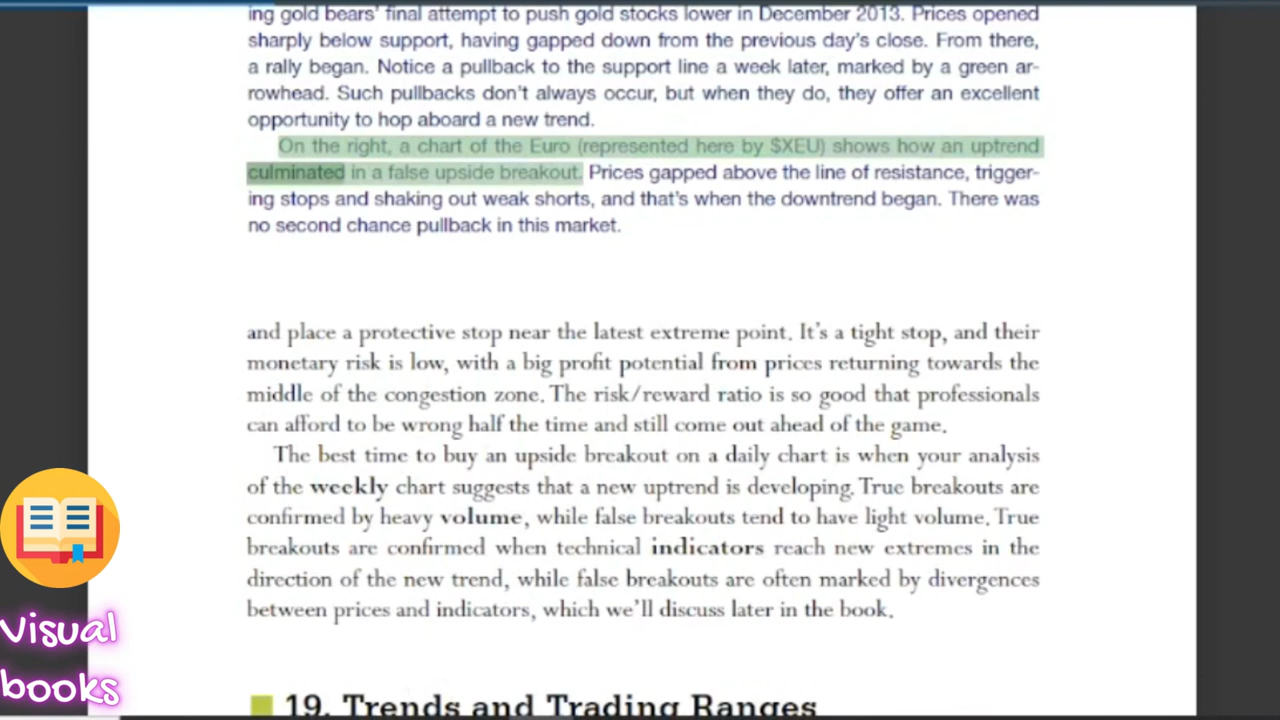 ing gold bears' final attempt to push gold stocks lower in December 2013. Prices opened
sharply below support, having gapped down from the previous day's close. From there,
a rally began. Notice a pullback to the support line a week later, marked by a green ar-
rowhead. Such pullbacks don't always occur, but when they do, they offer an excellent
opportunity to hop aboard a new trend.
On the right, a chart of the Euro (represented here by $XEU) shows how an uptrend
culminated in a false upside breakout. Prices gapped above the line of resistance, trigger-
ing stops and shaking out weak shorts, and that's when the downtrend began. There was
no second chance pullback in this market.
and place a protective stop near the latest extreme point. It's a tight stop, and their
monetary risk is low, with a big profit potential from prices returning towards the
middle of the congestion zone. The risk/reward ratio is so good that professionals
can afford to be wrong half the time and still come out ahead of the game.
The best time to buy an upside breakout on a daily chart is when your analysis
of the weekly chart suggests that a new uptrend is developing. True breakouts are
confirmed by heavy volume, while false breakouts tend to have light volume. True
breakouts are confirmed when technical indicators reach new extremes in the
direction of the new trend, while false breakouts are often marked by divergences
between prices and indicators, which we'll discuss later in the book.
19. Trends and Trading Ranges
Visual
books